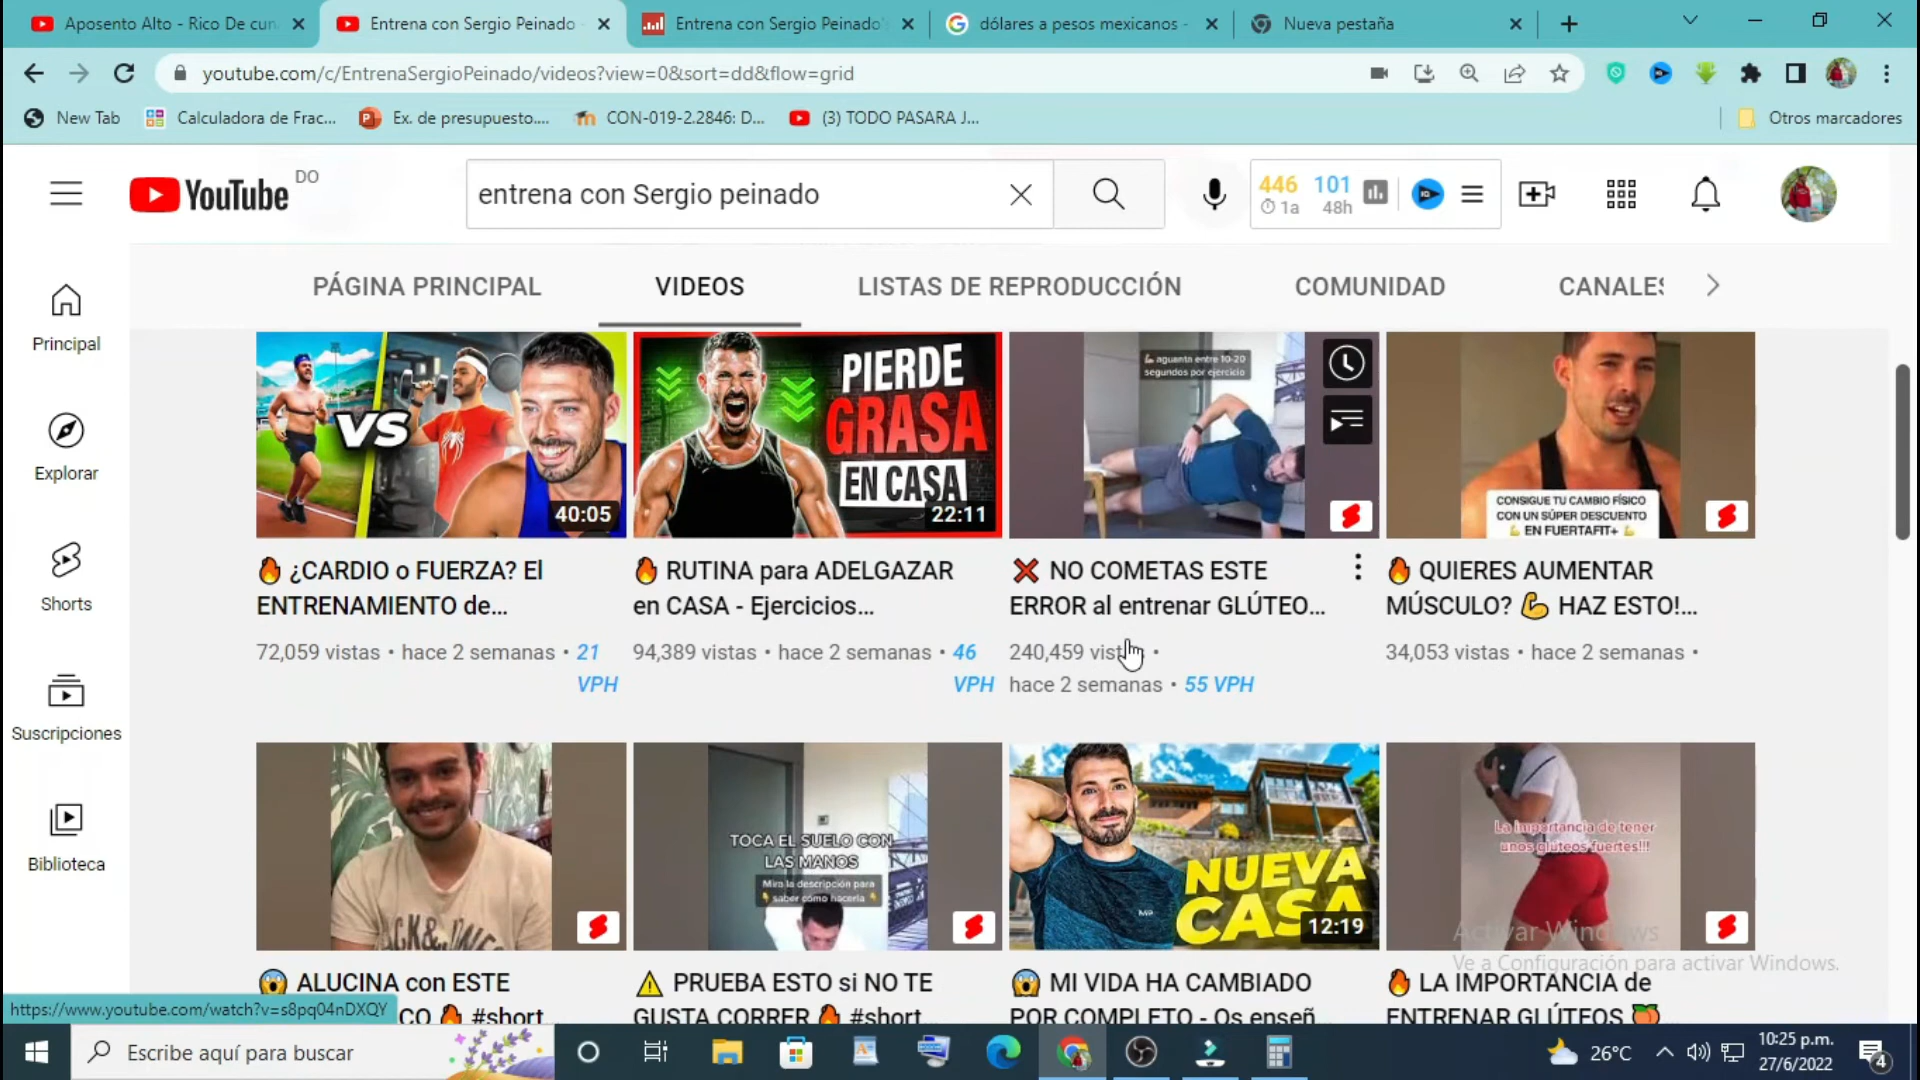 Aposento Alto - Rico De cun
Entrena con Sergio Peinado -
Entrena con Sergio Peinado'
dólares a pesos mexicanos -
Nueva pestaña
youtube.com/c/EntrenaSergioPeinado/videos?view=0&sort=dd&flow=grid
New Tab
Calculadora de Frac...
Ex. de presupuesto....
CON-019-2.2846: D...
(3) TODO PASARA J...
Otros marcadores
YouTube DO
entrena con Sergio peinado
446 101
1a 48h
PÁGINA PRINCIPAL
VIDEOS
LISTAS DE REPRODUCCIÓN
COMUNIDAD
CANALES
Principal
Explorar
Shorts
Suscripciones
Biblioteca
VS
40:05
PIERDE
GRASA
EN CASA
22:11
aguanta entre 10-20
segundos por ejercicio
CONSIGUE TU CAMBIO FÍSICO
CON UN SÚPER DESCUENTO
EN FUERTAFIT+
🔥 ¿CARDIO o FUERZA? El
ENTRENAMIENTO de...
72,059 vistas • hace 2 semanas • 21
VPH
🔥 RUTINA para ADELGAZAR
en CASA - Ejercicios...
94,389 vistas • hace 2 semanas • 46
VPH
❌ NO COMETAS ESTE
ERROR al entrenar GLÚTEO...
240,459 vist •
hace 2 semanas • 55 VPH
🔥 QUIERES AUMENTAR
MÚSCULO? 💪 HAZ ESTO!...
34,053 vistas • hace 2 semanas •
TOCA EL SUELO CON
LAS MANOS
Mira la descripción para
saber cómo hacerla
NUEVA
CASA
12:19
La importancia de tener
unos glúteos fuertes!!!
😱 ALUCINA con ESTE
CO 🔥 #short
⚠️ PRUEBA ESTO si NO TE
GUSTA CORRER 🔥 #short
😱 MI VIDA HA CAMBIADO
POR COMPLETO - Os enseñ
🔥 LA IMPORTANCIA de
ENTRENAR GLÚTEOS 🍑
Activar Windows
Ve a Configuración para activar Windows.
https://www.youtube.com/watch?v=s8pq04nDXQY
Escribe aquí para buscar
26°C
10:25 p.m.
27/6/2022
4